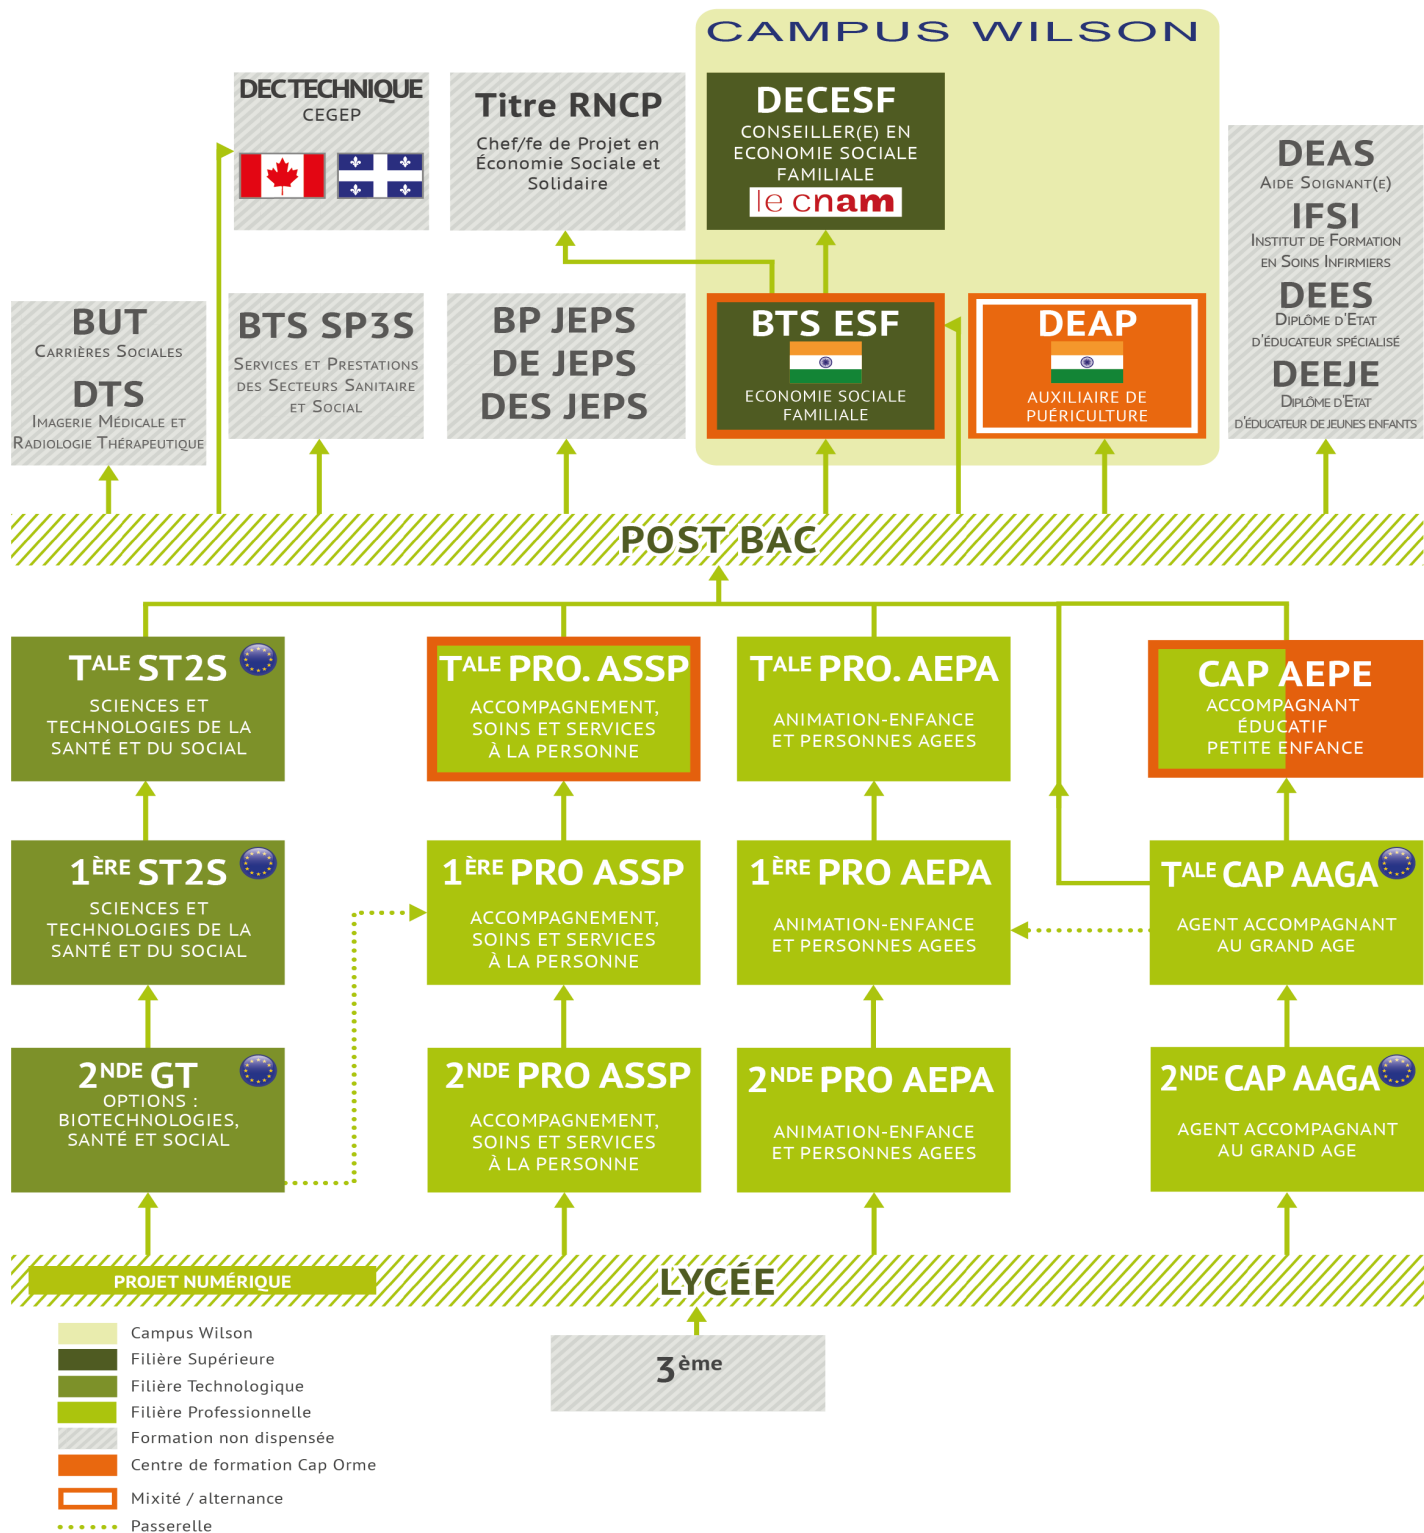 CAMPUS WILSON
DEC TECHNIQUE
CEGEP
Titre RNCP
Chef/fe de Projet en
Économie Sociale et
Solidaire
DECESF
CONSEILLER(E) EN
ECONOMIE SOCIALE
FAMILIALE
le cnam
DEAS
Aide Soignant(e)
IFSI
Institut de Formation
en Soins Infirmiers
DEES
Diplôme d'Etat
d'éducateur spécialisé
DEEJE
Diplôme d'Etat
d'éducateur de jeunes enfants
BUT
Carrières Sociales
DTS
Imagerie Médicale et
Radiologie Thérapeutique
BTS SP3S
Services et Prestations
des Secteurs Sanitaire
et Social
BP JEPS
DE JEPS
DES JEPS
BTS ESF
ECONOMIE SOCIALE
FAMILIALE
DEAP
AUXILIAIRE DE
PUÉRICULTURE
POST BAC
TALE ST2S
SCIENCES ET
TECHNOLOGIES DE LA
SANTÉ ET DU SOCIAL
TALE PRO. ASSP
ACCOMPAGNEMENT,
SOINS ET SERVICES
À LA PERSONNE
TALE PRO. AEPA
ANIMATION-ENFANCE
ET PERSONNES AGEES
CAP AEPE
ACCOMPAGNANT
ÉDUCATIF
PETITE ENFANCE
1ÈRE ST2S
SCIENCES ET
TECHNOLOGIES DE LA
SANTÉ ET DU SOCIAL
1ÈRE PRO ASSP
ACCOMPAGNEMENT,
SOINS ET SERVICES
À LA PERSONNE
1ÈRE PRO AEPA
ANIMATION-ENFANCE
ET PERSONNES AGEES
TALE CAP AAGA
AGENT ACCOMPAGNANT
AU GRAND AGE
2NDE GT
OPTIONS :
BIOTECHNOLOGIES,
SANTÉ ET SOCIAL
2NDE PRO ASSP
ACCOMPAGNEMENT,
SOINS ET SERVICES
À LA PERSONNE
2NDE PRO AEPA
ANIMATION-ENFANCE
ET PERSONNES AGEES
2NDE CAP AAGA
AGENT ACCOMPAGNANT
AU GRAND AGE
PROJET NUMÉRIQUE
LYCÉE
3ème
Campus Wilson
Filière Supérieure
Filière Technologique
Filière Professionnelle
Formation non dispensée
Centre de formation Cap Orme
Mixité / alternance
Passerelle